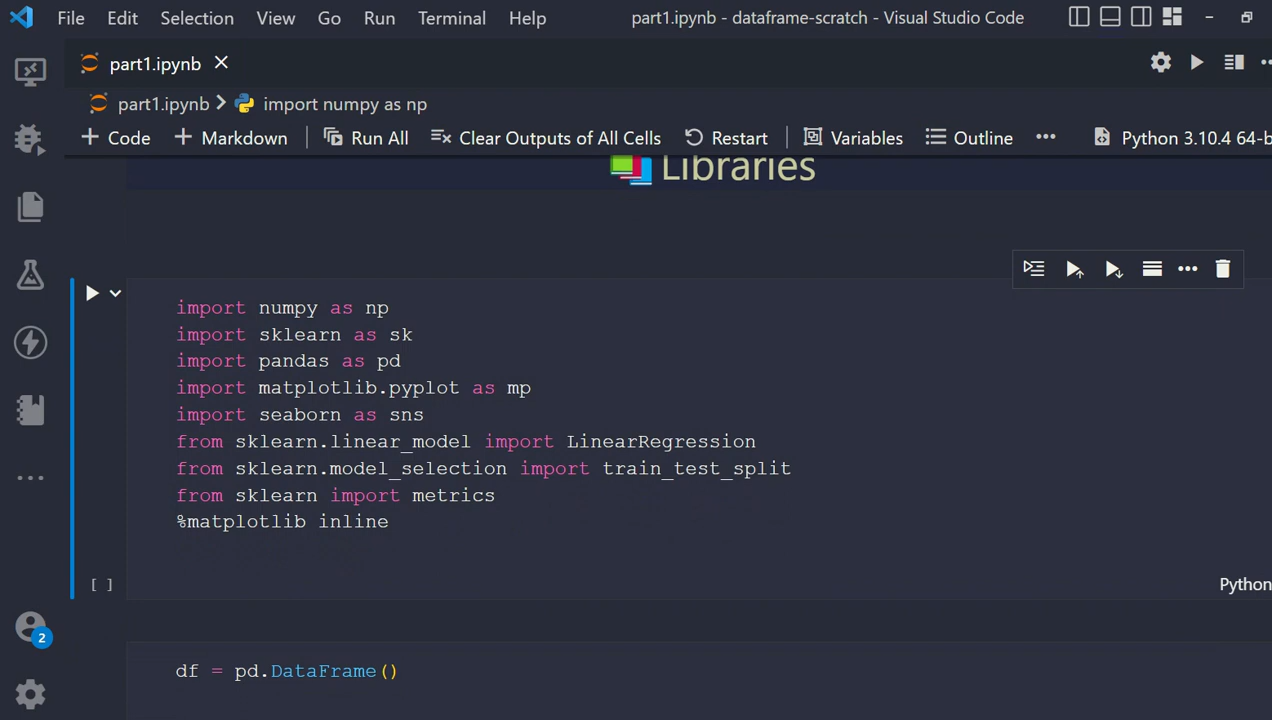 File Edit Selection View Go Run Terminal Help part1.ipynb - dataframe-scratch - Visual Studio Code
part1.ipynb
part1.ipynb > import numpy as np
+ Code + Markdown Run All Clear Outputs of All Cells Restart Variables Outline ••• Python 3.10.4 64-b
Libraries
import numpy as np
import sklearn as sk
import pandas as pd
import matplotlib.pyplot as mp
import seaborn as sns
from sklearn.linear_model import LinearRegression
from sklearn.model_selection import train_test_split
from sklearn import metrics
%matplotlib inline
[ ]
Python
2
df = pd.DataFrame()